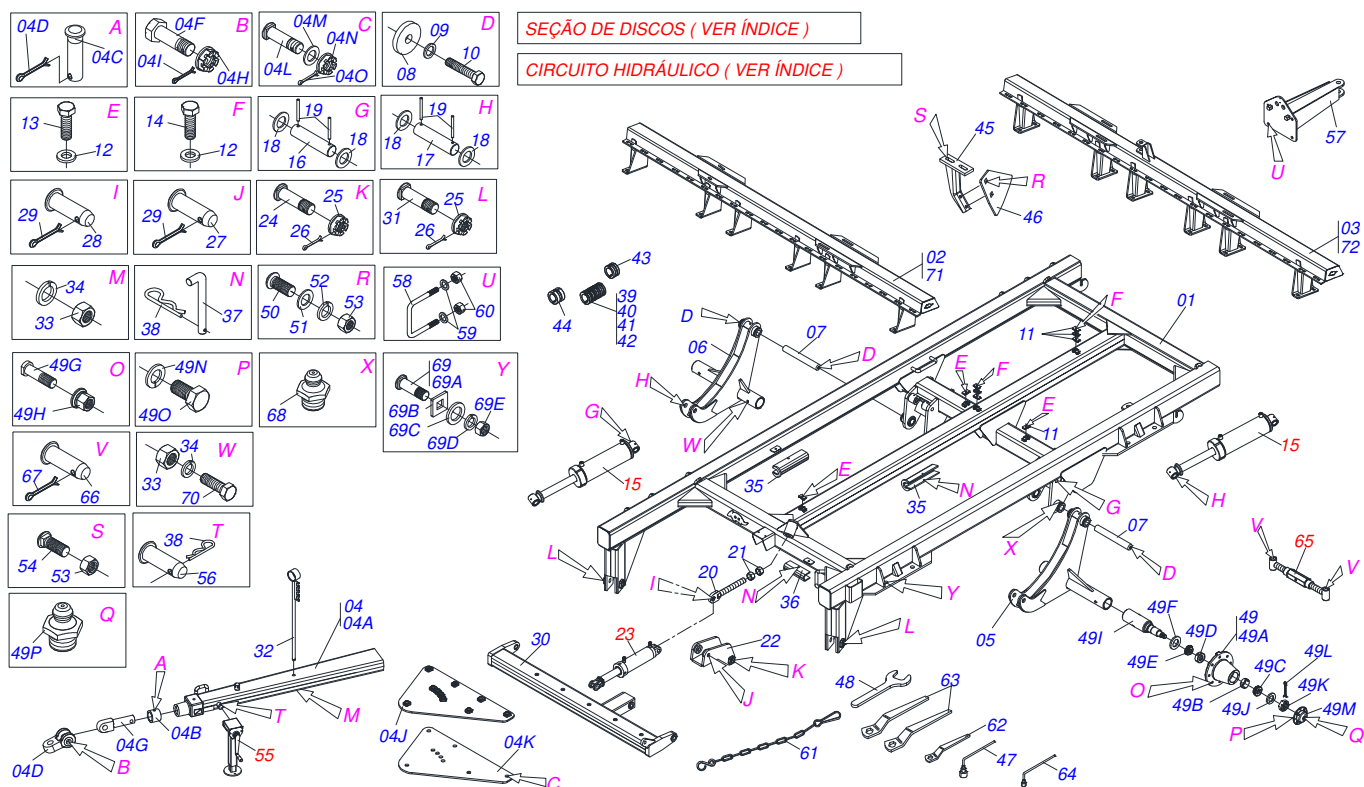 SEÇÃO DE DISCOS ( VER ÍNDICE )
CIRCUITO HIDRÁULICO ( VER ÍNDICE )
A
04D
04C
B
04F
04I
04H
C
04M
04N
04L
04O
D
09
08
10
E
13
12
F
14
12
G
19
18
16
18
H
19
18
17
18
I
29
28
J
29
27
K
25
24
26
L
25
31
26
M
34
33
N
38
37
R
52
50
51
53
U
58
59
60
O
49G
49H
P
49N
49O
X
68
Y
69
69A
69B
69C
69D
69E
V
67
66
W
34
33
70
S
54
53
T
38
56
Q
49P
S
45
R
46
57
U
03
72
02
71
43
44
39
40
41
42
01
F
11
D
07
06
D
E
F
H
W
G
15
E
11
E
35
35
N
G
15
H
X
07
D
V
65
V
L
I
20
21
N
36
Y
L
05
49I
49F
49D
49
49A
49E
49C
49L
O
49B
49J
49K
49M
P
Q
23
22
K
J
30
32
04
04A
A
T
M
04G
04B
04D
B
55
04J
04K
C
48
63
61
62
47
64